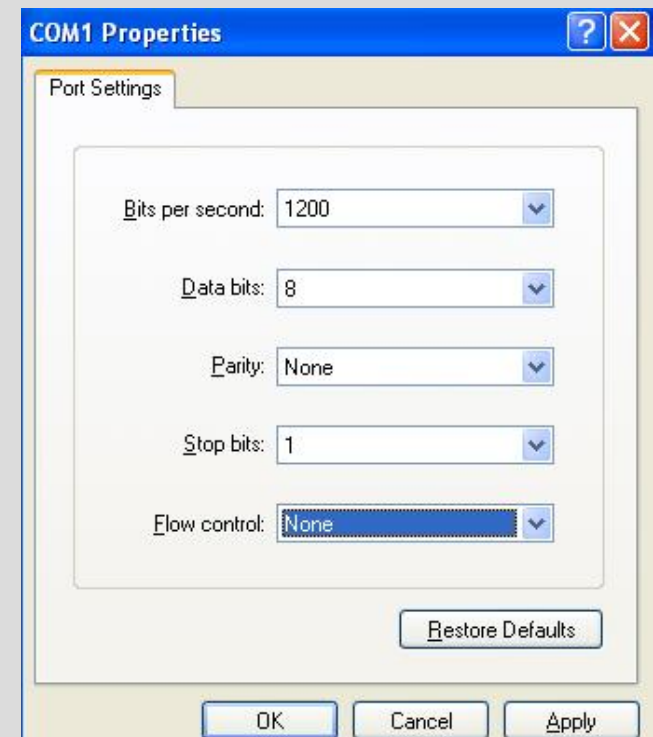 COM1 Properties
Port Settings
Bits per second: 1200
Data bits: 8
Parity: None
Stop bits: 1
Flow control: None
Restore Defaults
OK Cancel Apply